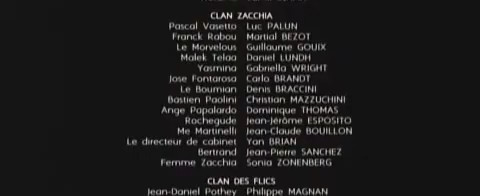 CLAN ZACCHIA
Pascal Vasetto Luc PALUN
Franck Rabou Martial BEZOT
Le Morvelous Guillaume GOUIX
Malek Telaa Daniel LUNDH
Yasmina Gabriella WRIGHT
Jose Fontarosa Carlo BRANDT
Le Boumian Denis BRACCINI
Bastien Paolini Christian MAZZUCHINI
Ange Papalardo Dominique THOMAS
Rochegude Jean-Jérôme ESPOSITO
Me Martinelli Jean-Claude BOUILLON
Le directeur de cabinet Yan BRIAN
Bertrand Jean-Pierre SANCHEZ
Femme Zacchia Sonia ZONENBERG
CLAN DES FLICS
Jean-Daniel Pothey Philippe MAGNAN